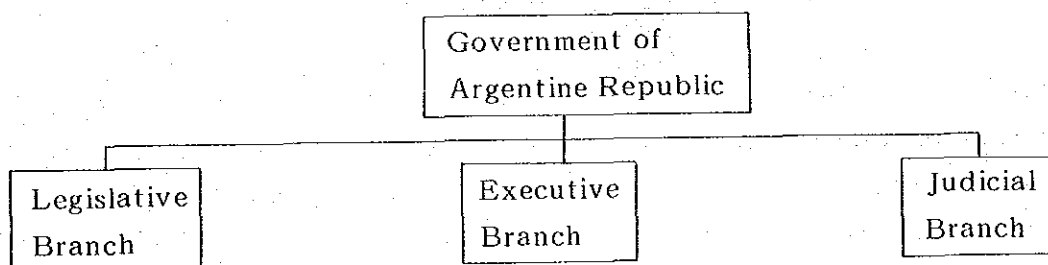 Government of
Argentine Republic
Legislative
Branch
Executive
Branch
Judicial
Branch